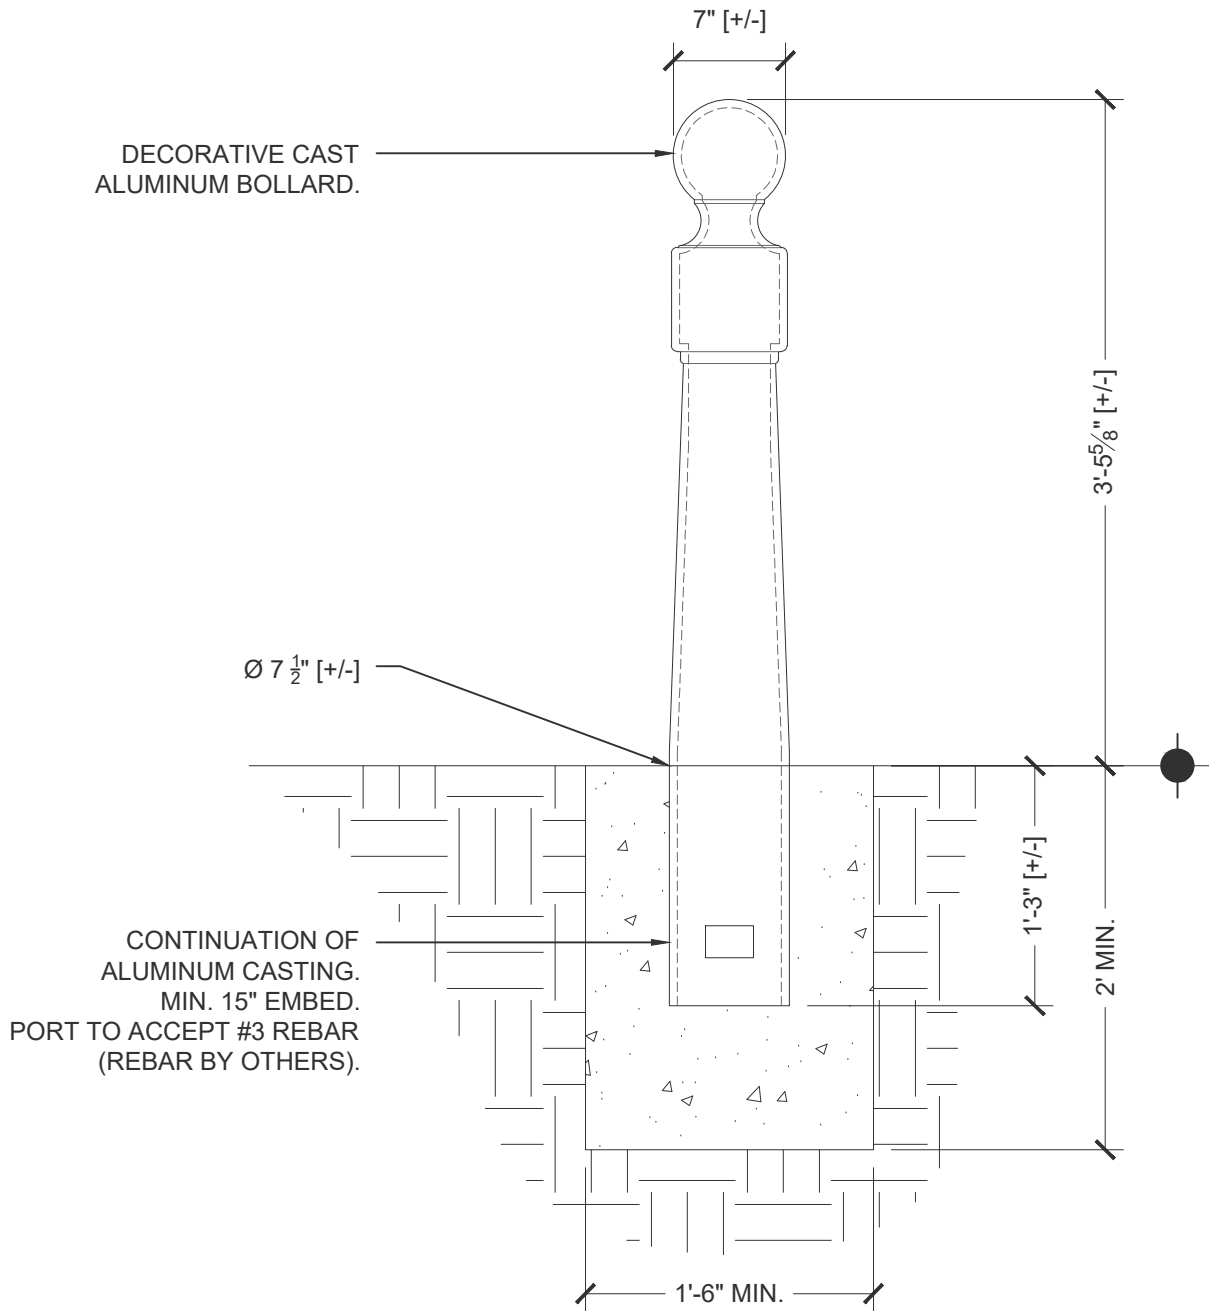 7" [+/-]
DECORATIVE CAST
ALUMINUM BOLLARD.
3'-5⅝" [+/-]
Ø 7 ½" [+/-]
1'-3" [+/-]
CONTINUATION OF
ALUMINUM CASTING.
MIN. 15" EMBED.
PORT TO ACCEPT #3 REBAR
(REBAR BY OTHERS).
2' MIN.
1'-6" MIN.